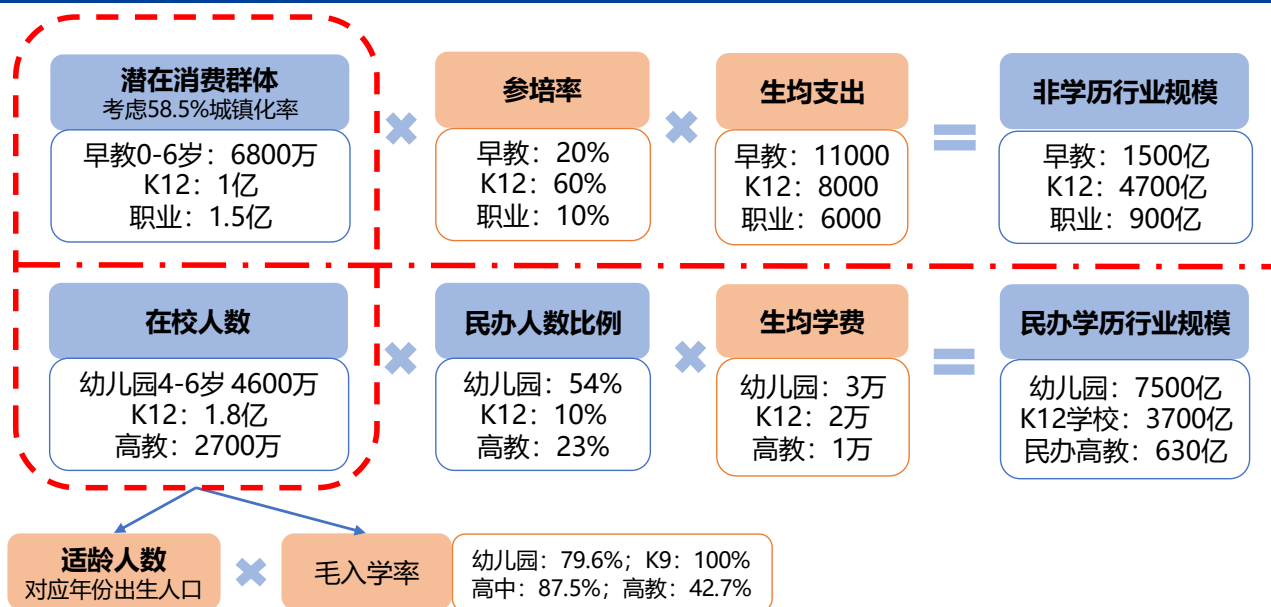 潜在消费群体
考虑58.5%城镇化率
早教0-6岁：6800万
K12：1亿
职业：1.5亿
×
参培率
早教：20%
K12：60%
职业：10%
×
生均支出
早教：11000
K12：8000
职业：6000
=
非学历行业规模
早教：1500亿
K12：4700亿
职业：900亿
在校人数
幼儿园4-6岁 4600万
K12：1.8亿
高教：2700万
×
民办人数比例
幼儿园：54%
K12：10%
高教：23%
×
生均学费
幼儿园：3万
K12：2万
高教：1万
=
民办学历行业规模
幼儿园：7500亿
K12学校：3700亿
民办高教：630亿
适龄人数
对应年份出生人口
×
毛入学率
幼儿园：79.6%；K9：100%
高中：87.5%；高教：42.7%